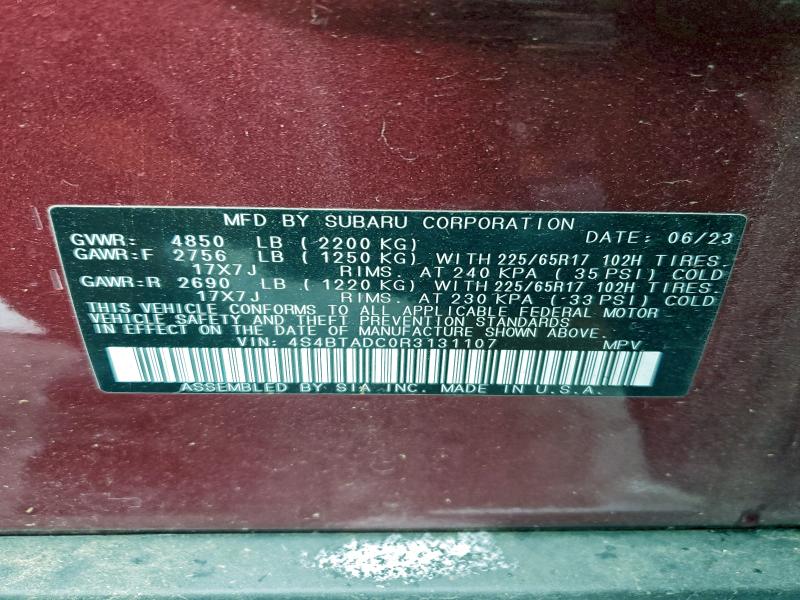 MFD BY SUBARU CORPORATION
GVWR: 4850 LB ( 2200 KG) DATE: 06/23
GAWR:F 2756 LB ( 1250 KG) WITH 225/65R17 102H TIRES.
17X7J RIMS. AT 240 KPA ( 35 PSI) COLD
GAWR:R 2690 LB ( 1220 KG) WITH 225/65R17 102H TIRES.
17X7J RIMS. AT 230 KPA ( 33 PSI) COLD
THIS VEHICLE CONFORMS TO ALL APPLICABLE FEDERAL MOTOR
VEHICLE SAFETY AND THEFT PREVENTION STANDARDS
IN EFFECT ON THE DATE OF MANUFACTURE SHOWN ABOVE.
VIN: 4S4BTADC0R3131107 MPV
ASSEMBLED BY SIA INC. MADE IN U.S.A.